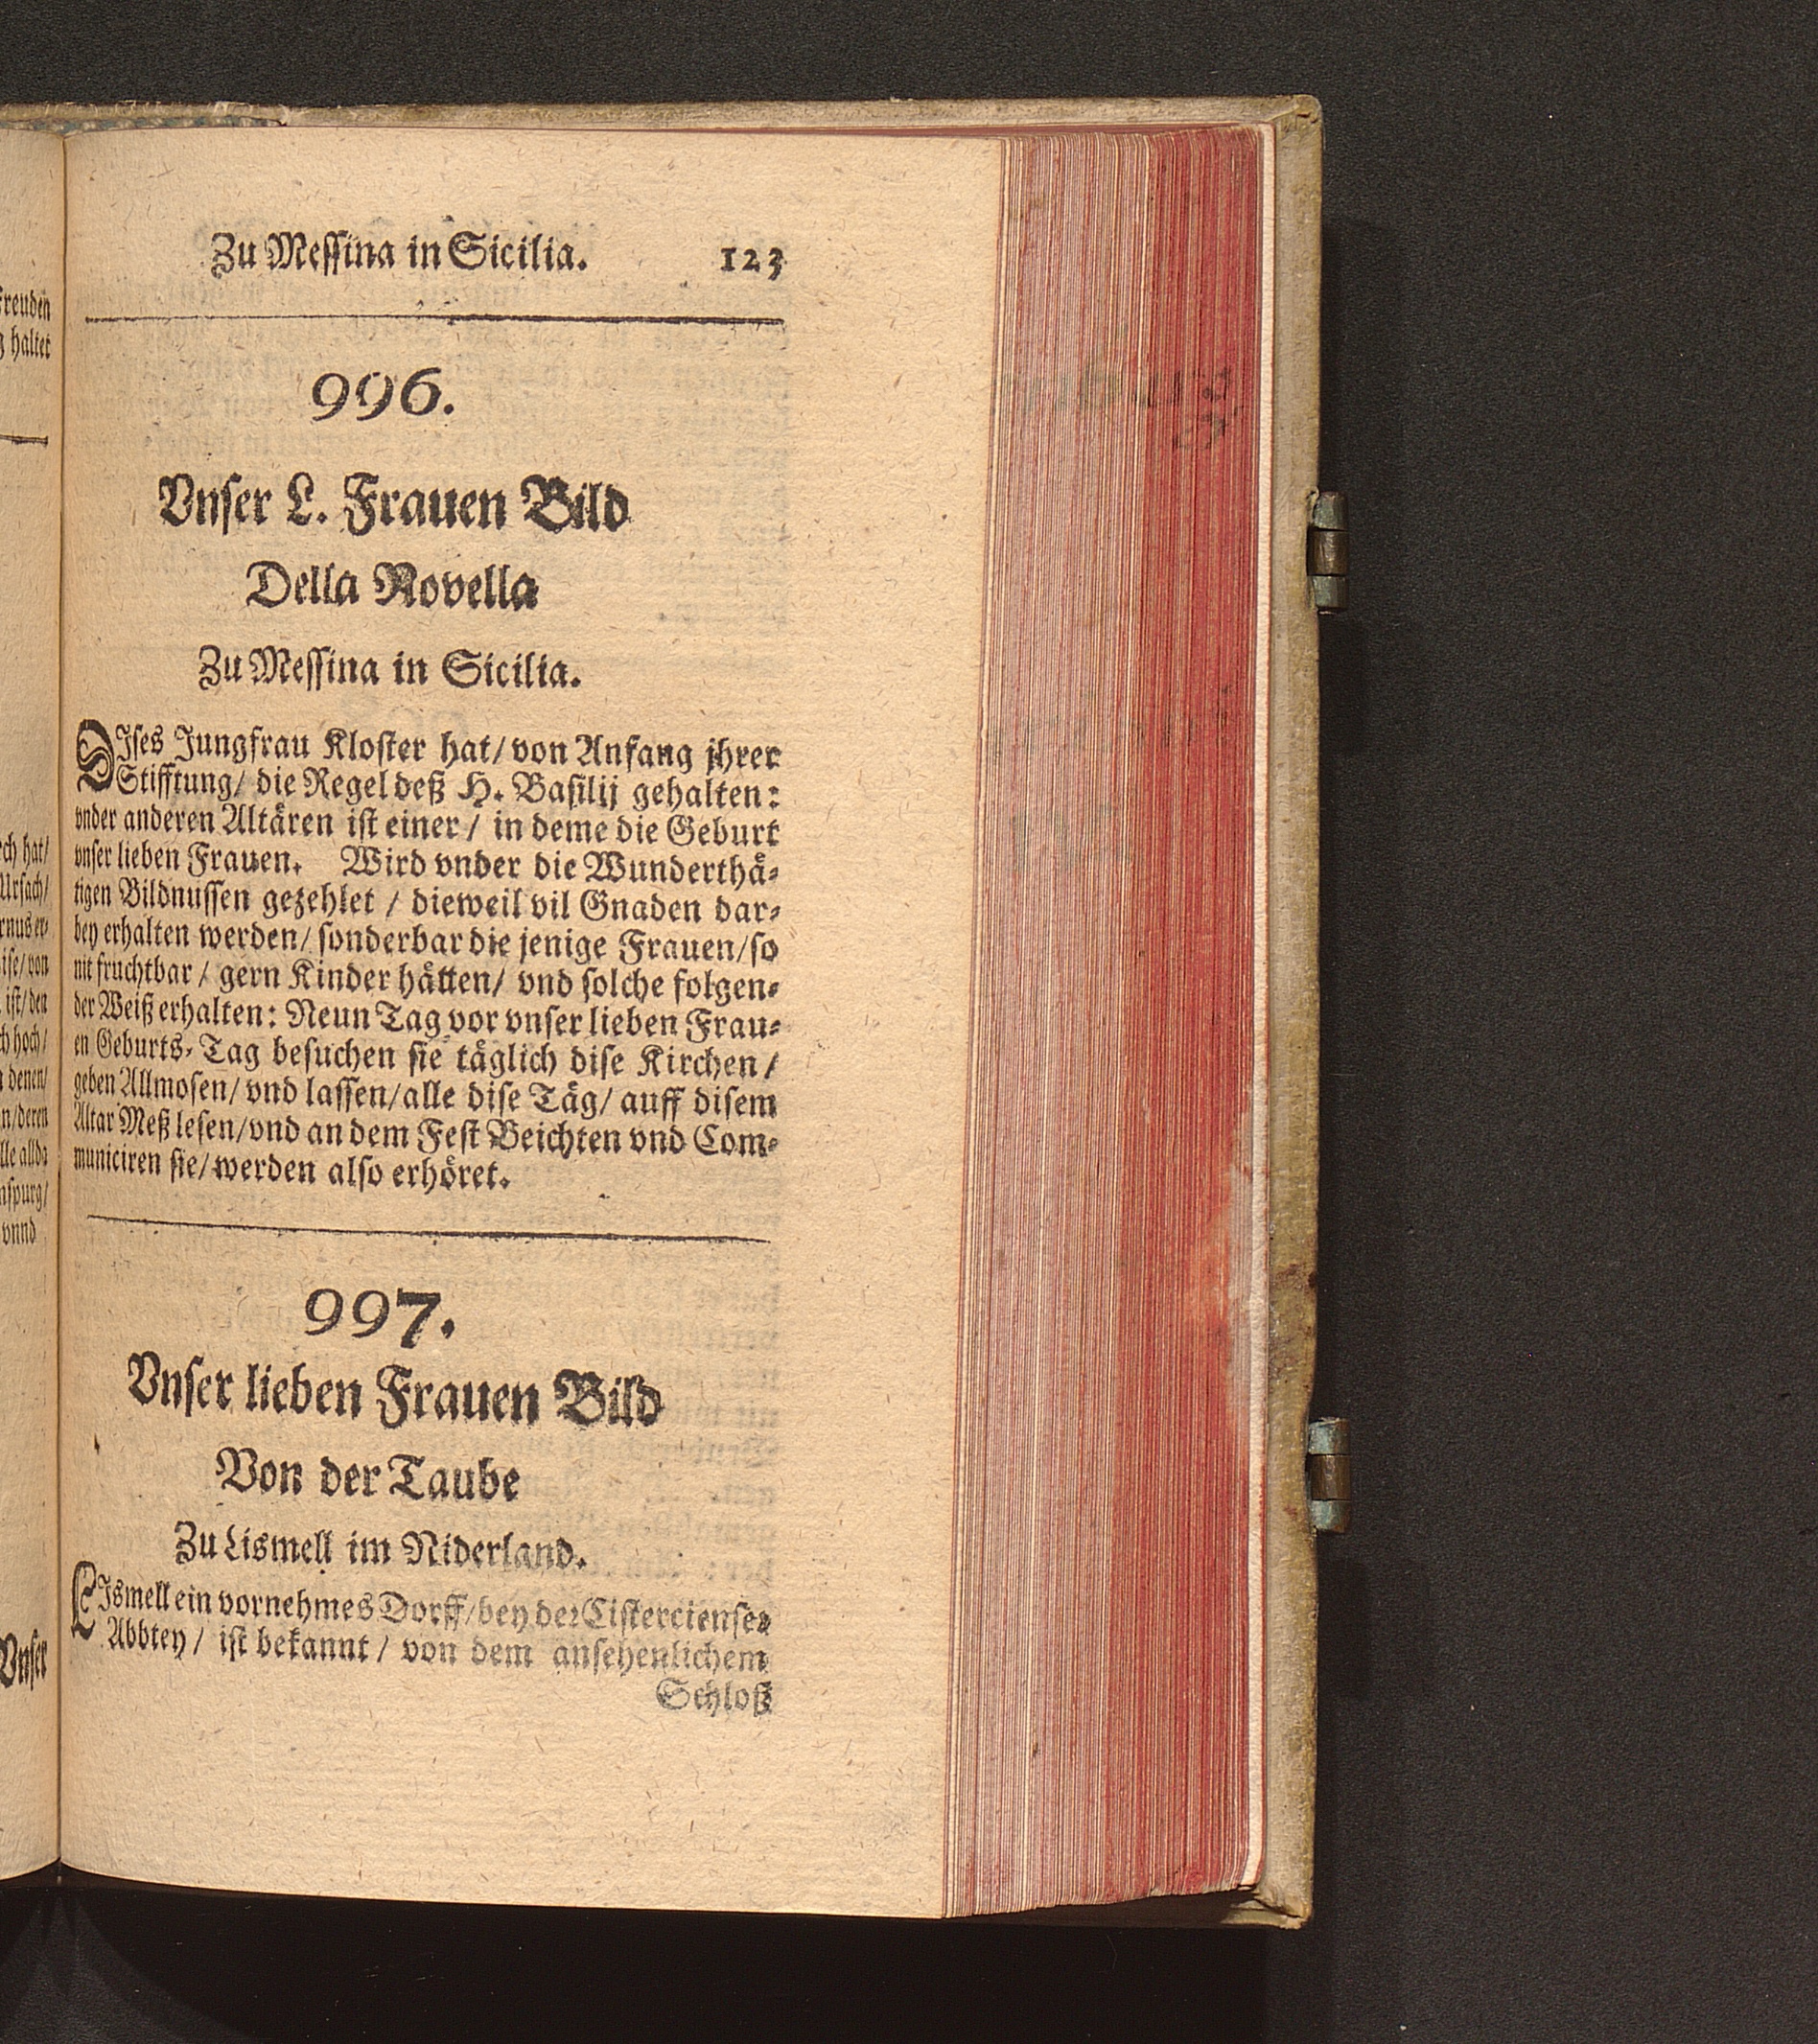 Zu Messina in Sicilia. 123
996.
Vnser L. Frauen Bild
Della Novella
Zu Messina in Sicilia.
DIses Jungfrau Kloster hat/ von Anfang jhrer
Stifftung/ die Regel deß H. Basilij gehalten:
vnder anderen Altären ist einer/ in deme die Geburt
vnser lieben Frauen. Wird vnder die Wunderthä-
tigen Bildnussen gezehlet/ dieweil vil Gnaden dar-
bey erhalten werden/ sonderbar die jenige Frauen/ so
nit fruchtbar/ gern Kinder hätten/ vnd solche folgen-
der Weiß erhalten: Neun Tag vor vnser lieben Frau-
en Geburts-Tag besuchen sie täglich dise Kirchen/
geben Allmosen/ vnd lassen/ alle dise Täg/ auff disem
Altar Meß lesen/ vnd an dem Fest Beichten vnd Com-
municiren sie/ werden also erhöret.
997.
Vnser lieben Frauen Bild
Von der Taube
Zu Lismell im Niderland.
LIsmell ein vornehmes Dorff/ bey der Cistercienser
Abbtey/ ist bekannt/ von dem ansehenlichem
Schloß